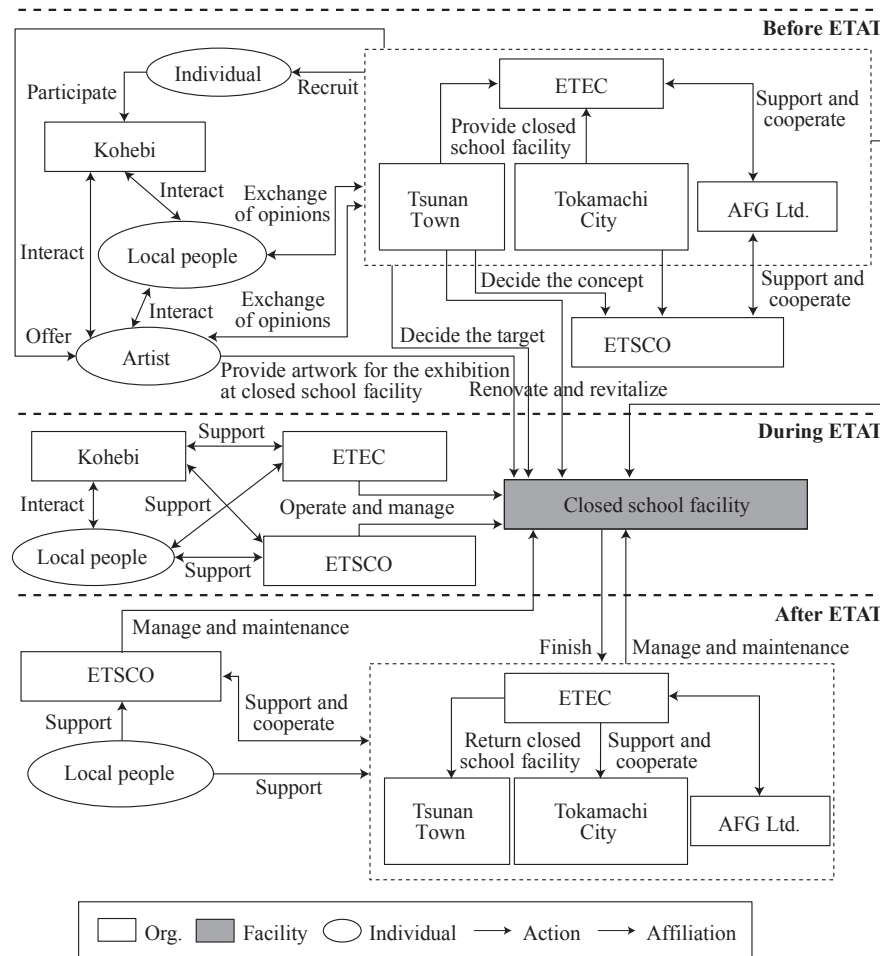 Before ETAT
Individual
Recruit
Participate
Kohebi
Interact
Exchange
of opinions
Local people
Interact
Interact
Exchange
of opinions
Offer
Artist
Provide artwork for the exhibition
at closed school facility
ETEC
Support and
cooperate
Provide closed
school facility
Tsunan
Town
Tokamachi
City
AFG Ltd.
Decide the concept
Support and
cooperate
ETSCO
Decide the target
Renovate and revitalize
During ETAT
Kohebi
Support
ETEC
Interact
Support
Operate and manage
Closed school facility
Local people
Support
ETSCO
After ETAT
Manage and maintenance
Finish
Manage and maintenance
ETSCO
Support and
cooperate
Support
Local people
Support
ETEC
Return closed
school facility
Support and
cooperate
Tsunan
Town
Tokamachi
City
AFG Ltd.
Org.
Facility
Individual
Action
Affiliation